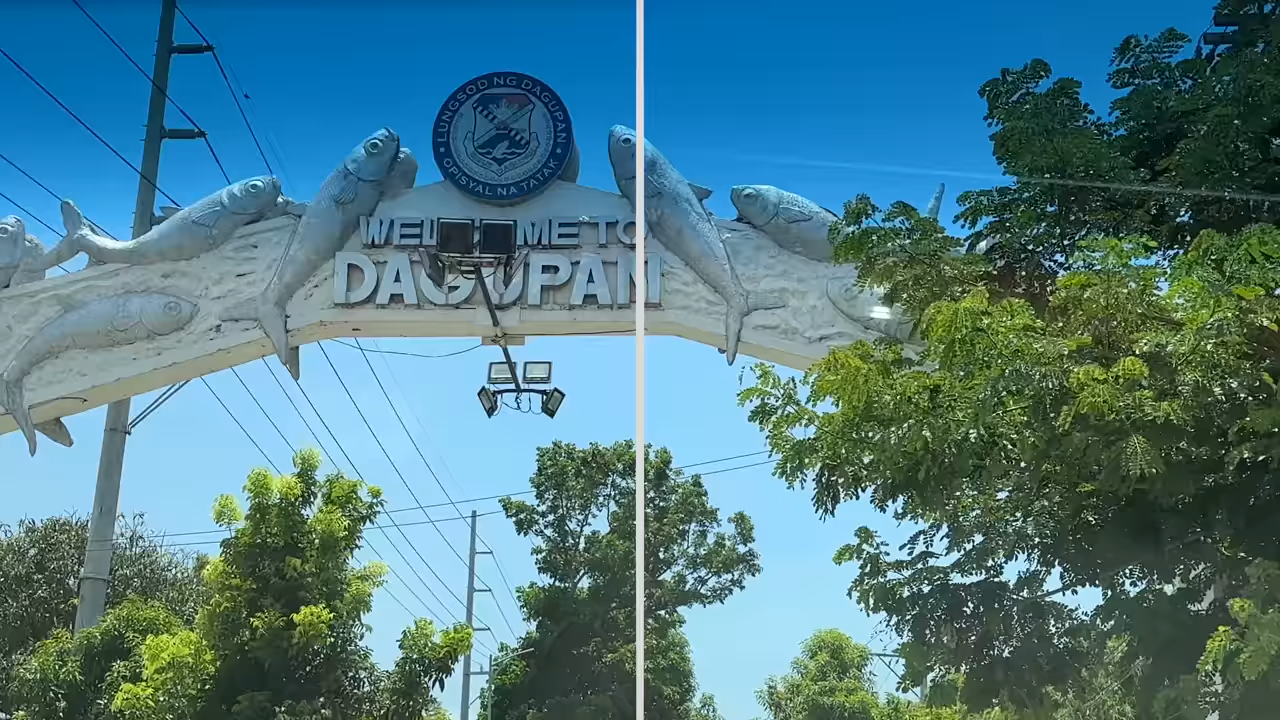 LUNGSOD NG DAGUPAN
OPISYAL NA TATAK
WELCOME TO
DAGUPAN